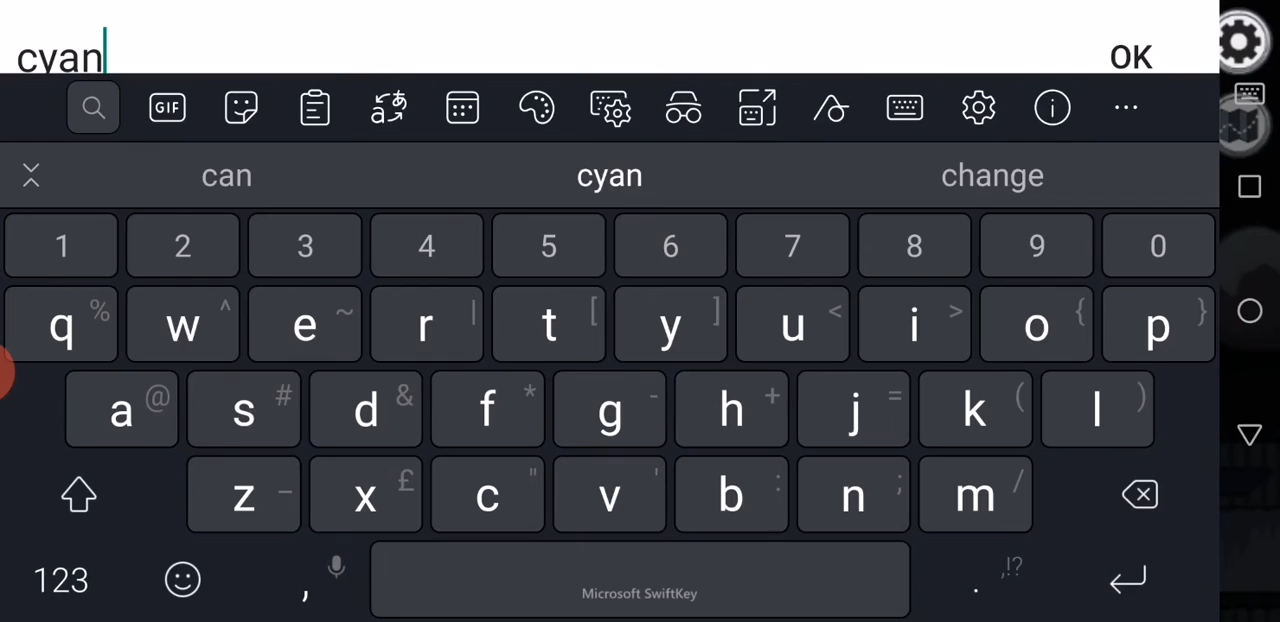 cyan
OK
GIF
can cyan change
1 2 3 4 5 6 7 8 9 0
q % w ^ e ~ r | t [ y ] u < i > o { p }
a @ s # d & f * g - h + j = k ( l )
z _ x £ c " v ' b : n ; m /
123 , . ,!?
Microsoft SwiftKey